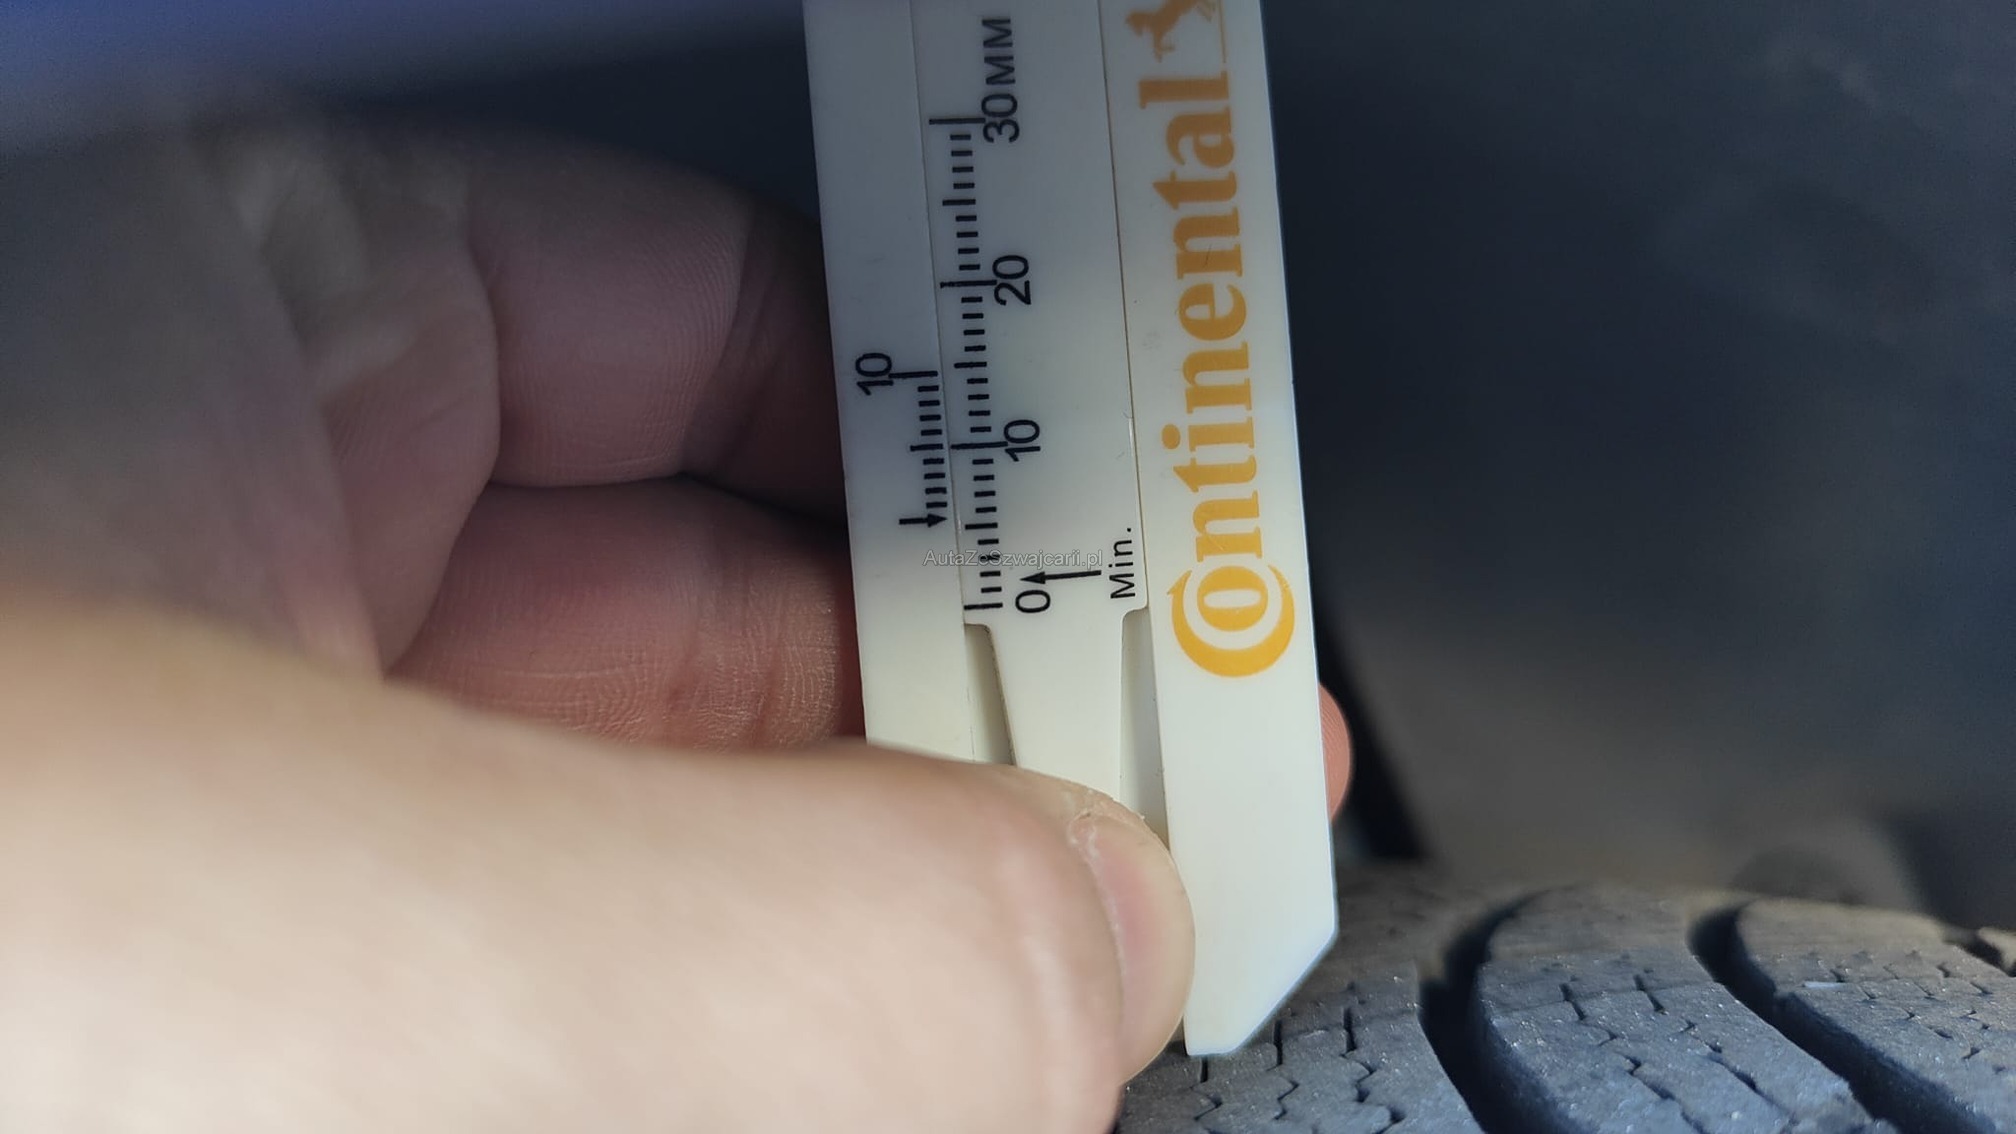 30MM
20
10
0
Min.
10
Continental
AutaZeSzwajcarii.pl